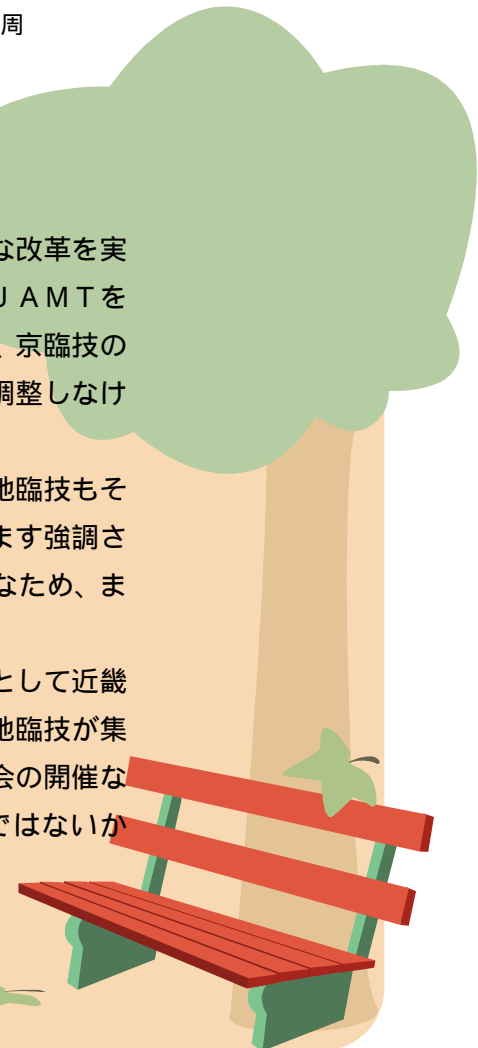 周
な改革を実
ＪＡＭＴを
、京臨技の
調整しなけ
地臨技もそ
ます強調さ
なため、ま
として近畿
地臨技が集
会の開催な
ではないか